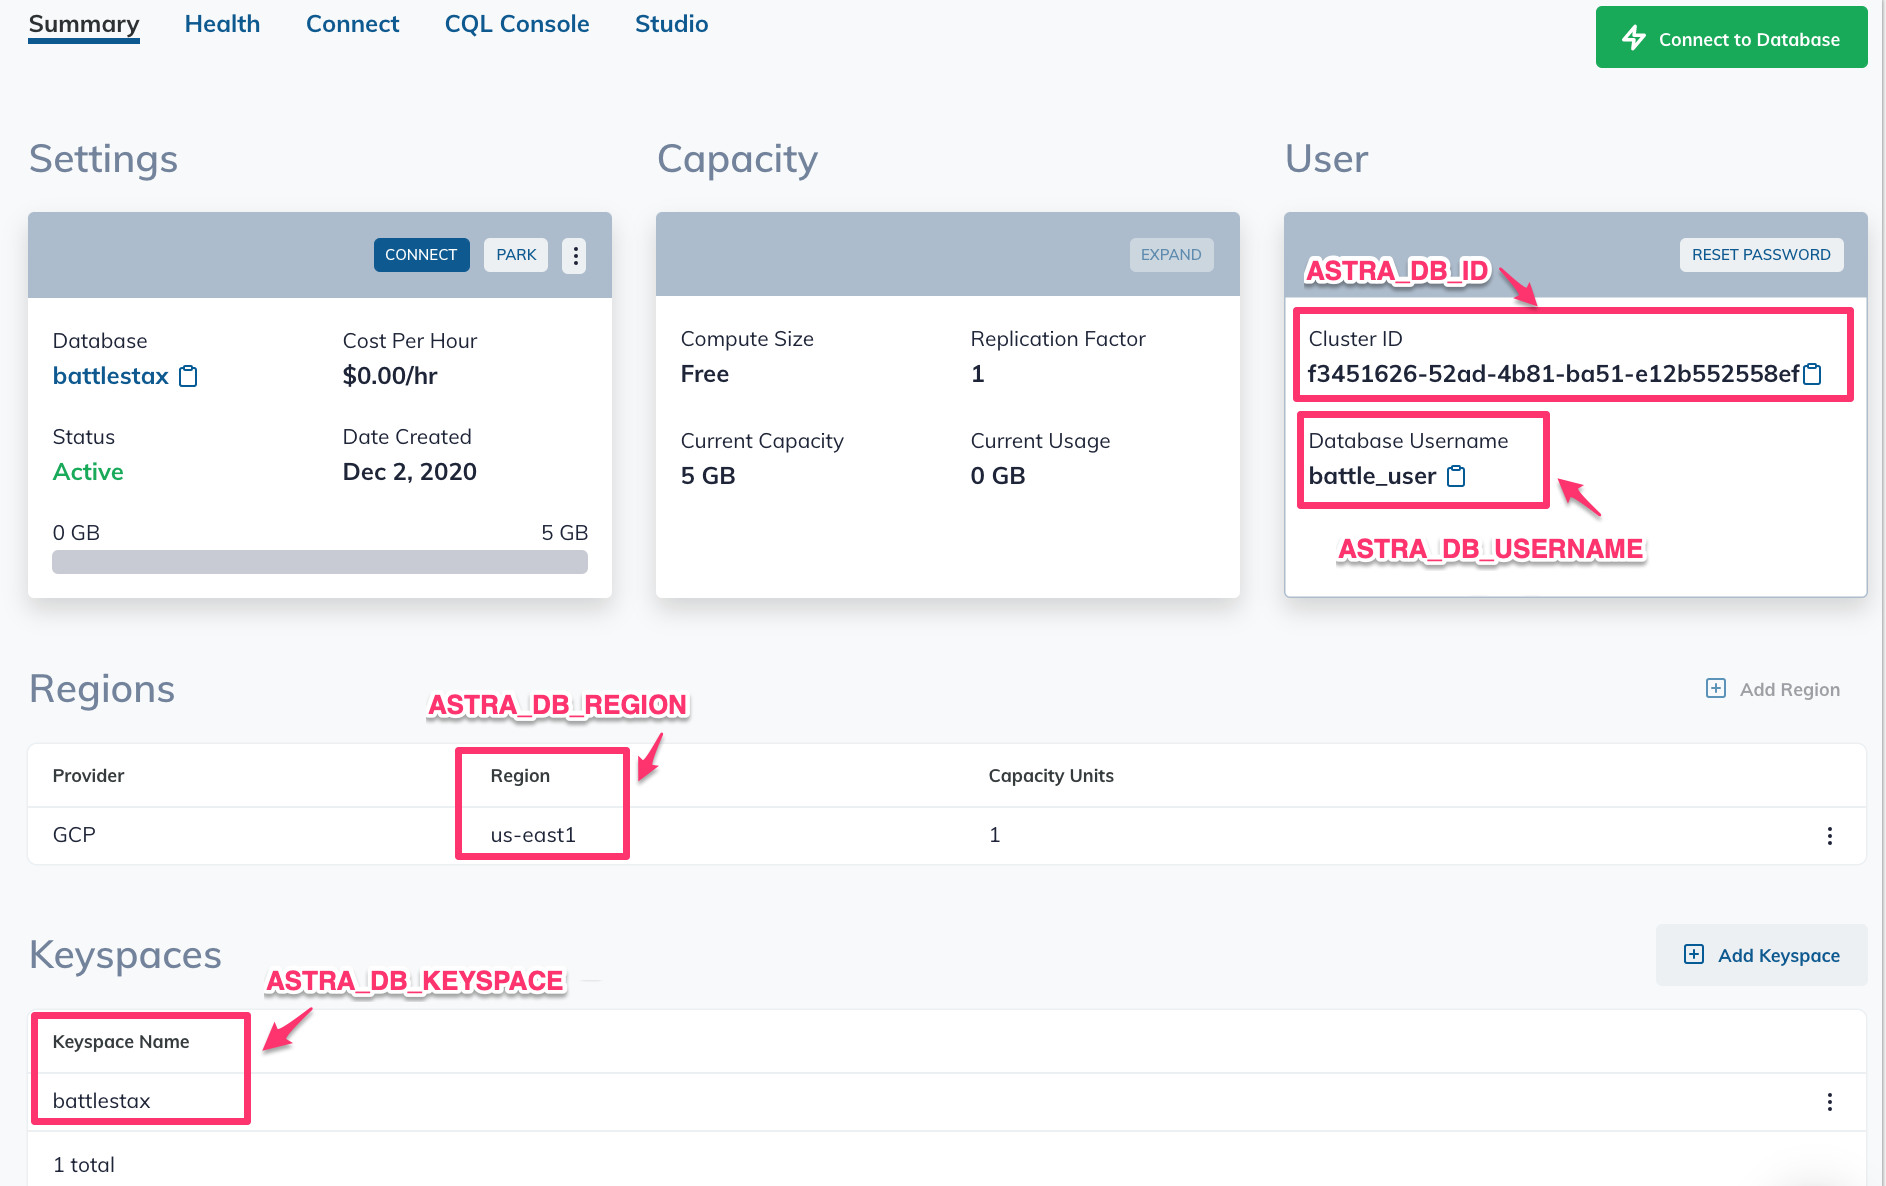 Summary Health Connect CQL Console Studio
Connect to Database
Settings
CONNECT PARK
Database Cost Per Hour
battlestax $0.00/hr
Status Date Created
Active Dec 2, 2020
0 GB 5 GB
Capacity
EXPAND
Compute Size Replication Factor
Free 1
Current Capacity Current Usage
5 GB 0 GB
User
RESET PASSWORD
ASTRA_DB_ID
Cluster ID
f3451626-52ad-4b81-ba51-e12b552558ef
Database Username
battle_user
ASTRA_DB_USERNAME
Regions
Add Region
ASTRA_DB_REGION
Provider Region Capacity Units
GCP us-east1 1
Keyspaces
Add Keyspace
ASTRA_DB_KEYSPACE
Keyspace Name
battlestax
1 total